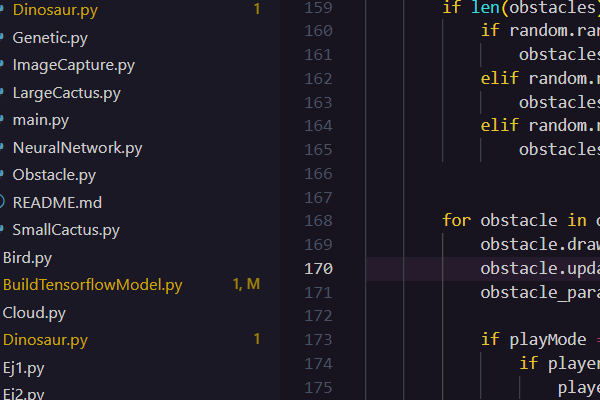 Dinosaur.py 1
Genetic.py
ImageCapture.py
LargeCactus.py
main.py
NeuralNetwork.py
Obstacle.py
README.md
SmallCactus.py
Bird.py
BuildTensorflowModel.py 1, M
Cloud.py
Dinosaur.py 1
Ej1.py
Ej2.py
159 if len(obstacles)
160 if random.ran
161 obstacles
162 elif random.r
163 obstacles
164 elif random.r
165 obstacles
166
167
168 for obstacle in o
169 obstacle.draw
170 obstacle.upda
171 obstacle_para
172
173 if playMode =
174 if player
175 playe